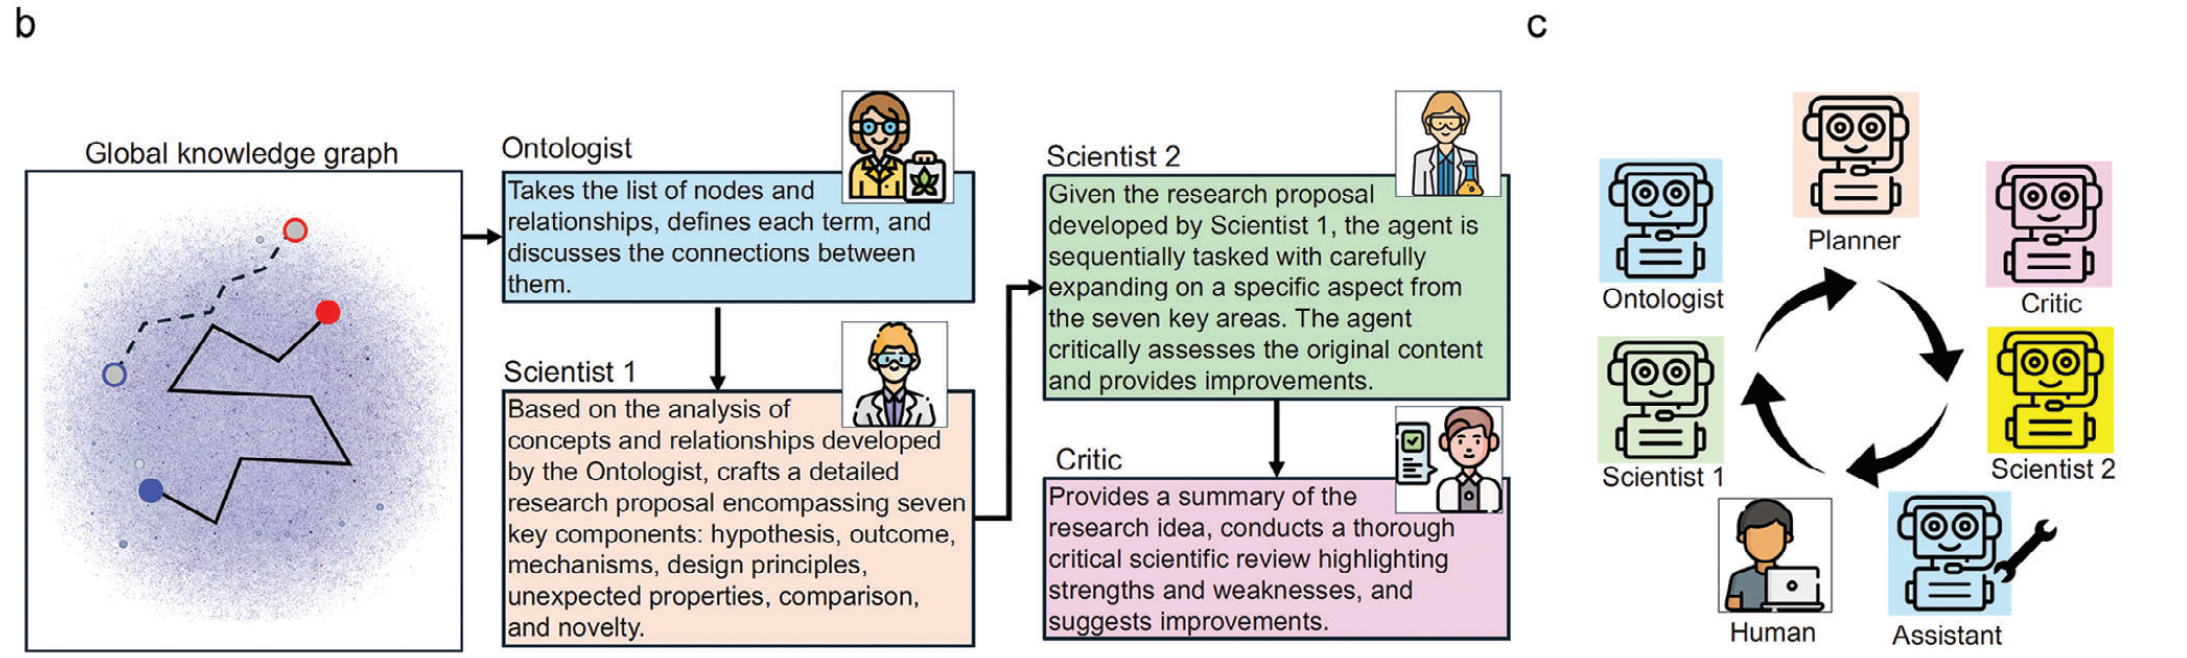 b
Global knowledge graph
Ontologist
Takes the list of nodes and
relationships, defines each term, and
discusses the connections between
them.
Scientist 1
Based on the analysis of
concepts and relationships developed
by the Ontologist, crafts a detailed
research proposal encompassing seven
key components: hypothesis, outcome,
mechanisms, design principles,
unexpected properties, comparison,
and novelty.
Scientist 2
Given the research proposal
developed by Scientist 1, the agent is
sequentially tasked with carefully
expanding on a specific aspect from
the seven key areas. The agent
critically assesses the original content
and provides improvements.
Critic
Provides a summary of the
research idea, conducts a thorough
critical scientific review highlighting
strengths and weaknesses, and
suggests improvements.
c
Planner
Ontologist
Critic
Scientist 1
Scientist 2
Human
Assistant